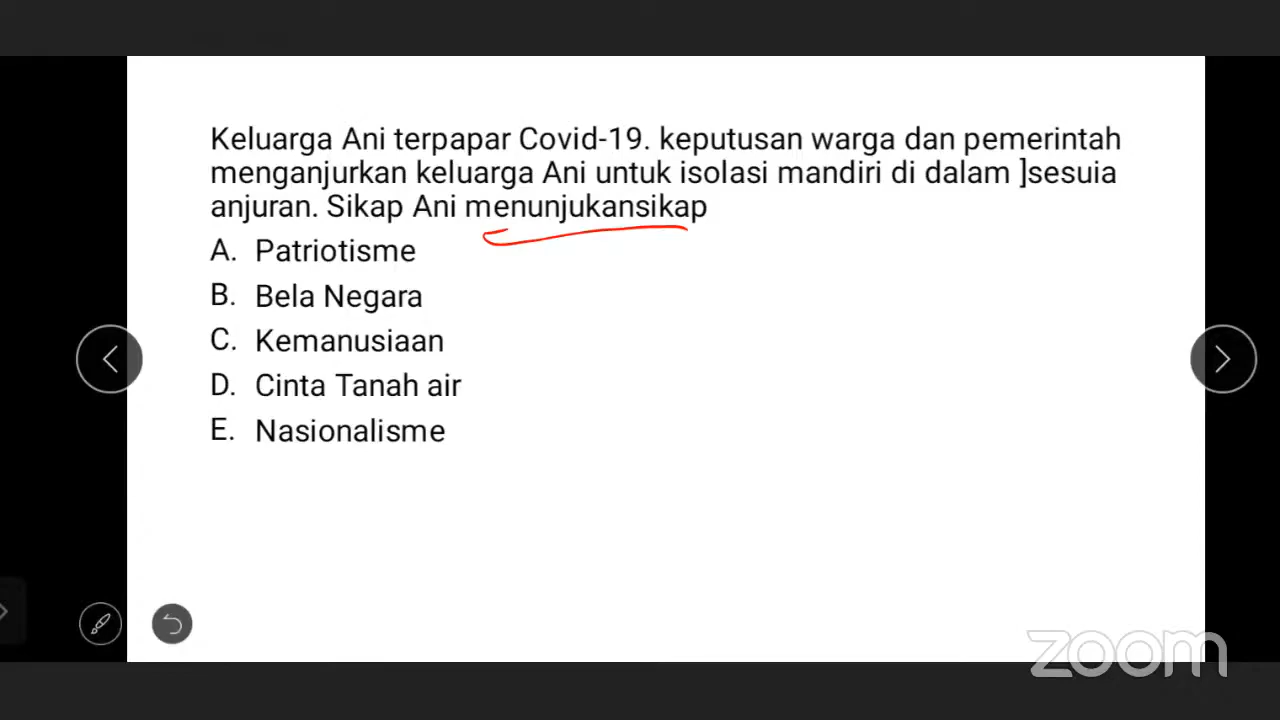 Keluarga Ani terpapar Covid-19. keputusan warga dan pemerintah
menganjurkan keluarga Ani untuk isolasi mandiri di dalam ]sesuia
anjuran. Sikap Ani menunjukansikap
A. Patriotisme
B. Bela Negara
C. Kemanusiaan
D. Cinta Tanah air
E. Nasionalisme
zoom